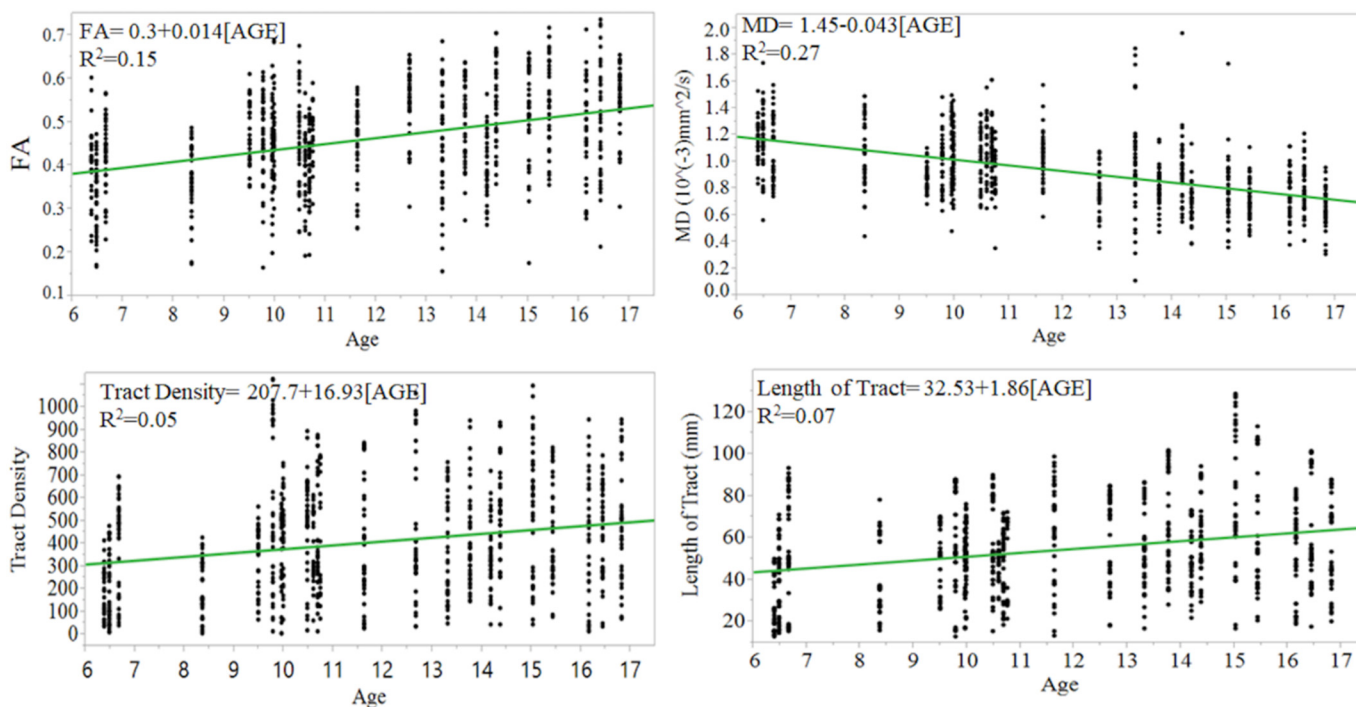 FA= 0.3+0.014[AGE]
R²=0.15
0.7
0.6
0.5
0.4
0.3
0.2
0.1
FA
6 7 8 9 10 11 12 13 14 15 16 17
Age
MD= 1.45-0.043[AGE]
R²=0.27
2.0
1.8
1.6
1.4
1.2
1.0
0.8
0.6
0.4
0.2
0.0
MD (10^(-3)mm^2/s)
6 7 8 9 10 11 12 13 14 15 16 17
Age
Tract Density= 207.7+16.93[AGE]
R²=0.05
1000
900
800
700
600
500
400
300
200
100
0
Tract Density
6 7 8 9 10 11 12 13 14 15 16 17
Age
Length of Tract= 32.53+1.86[AGE]
R²=0.07
120
100
80
60
40
20
Length of Tract (mm)
6 7 8 9 10 11 12 13 14 15 16 17
Age